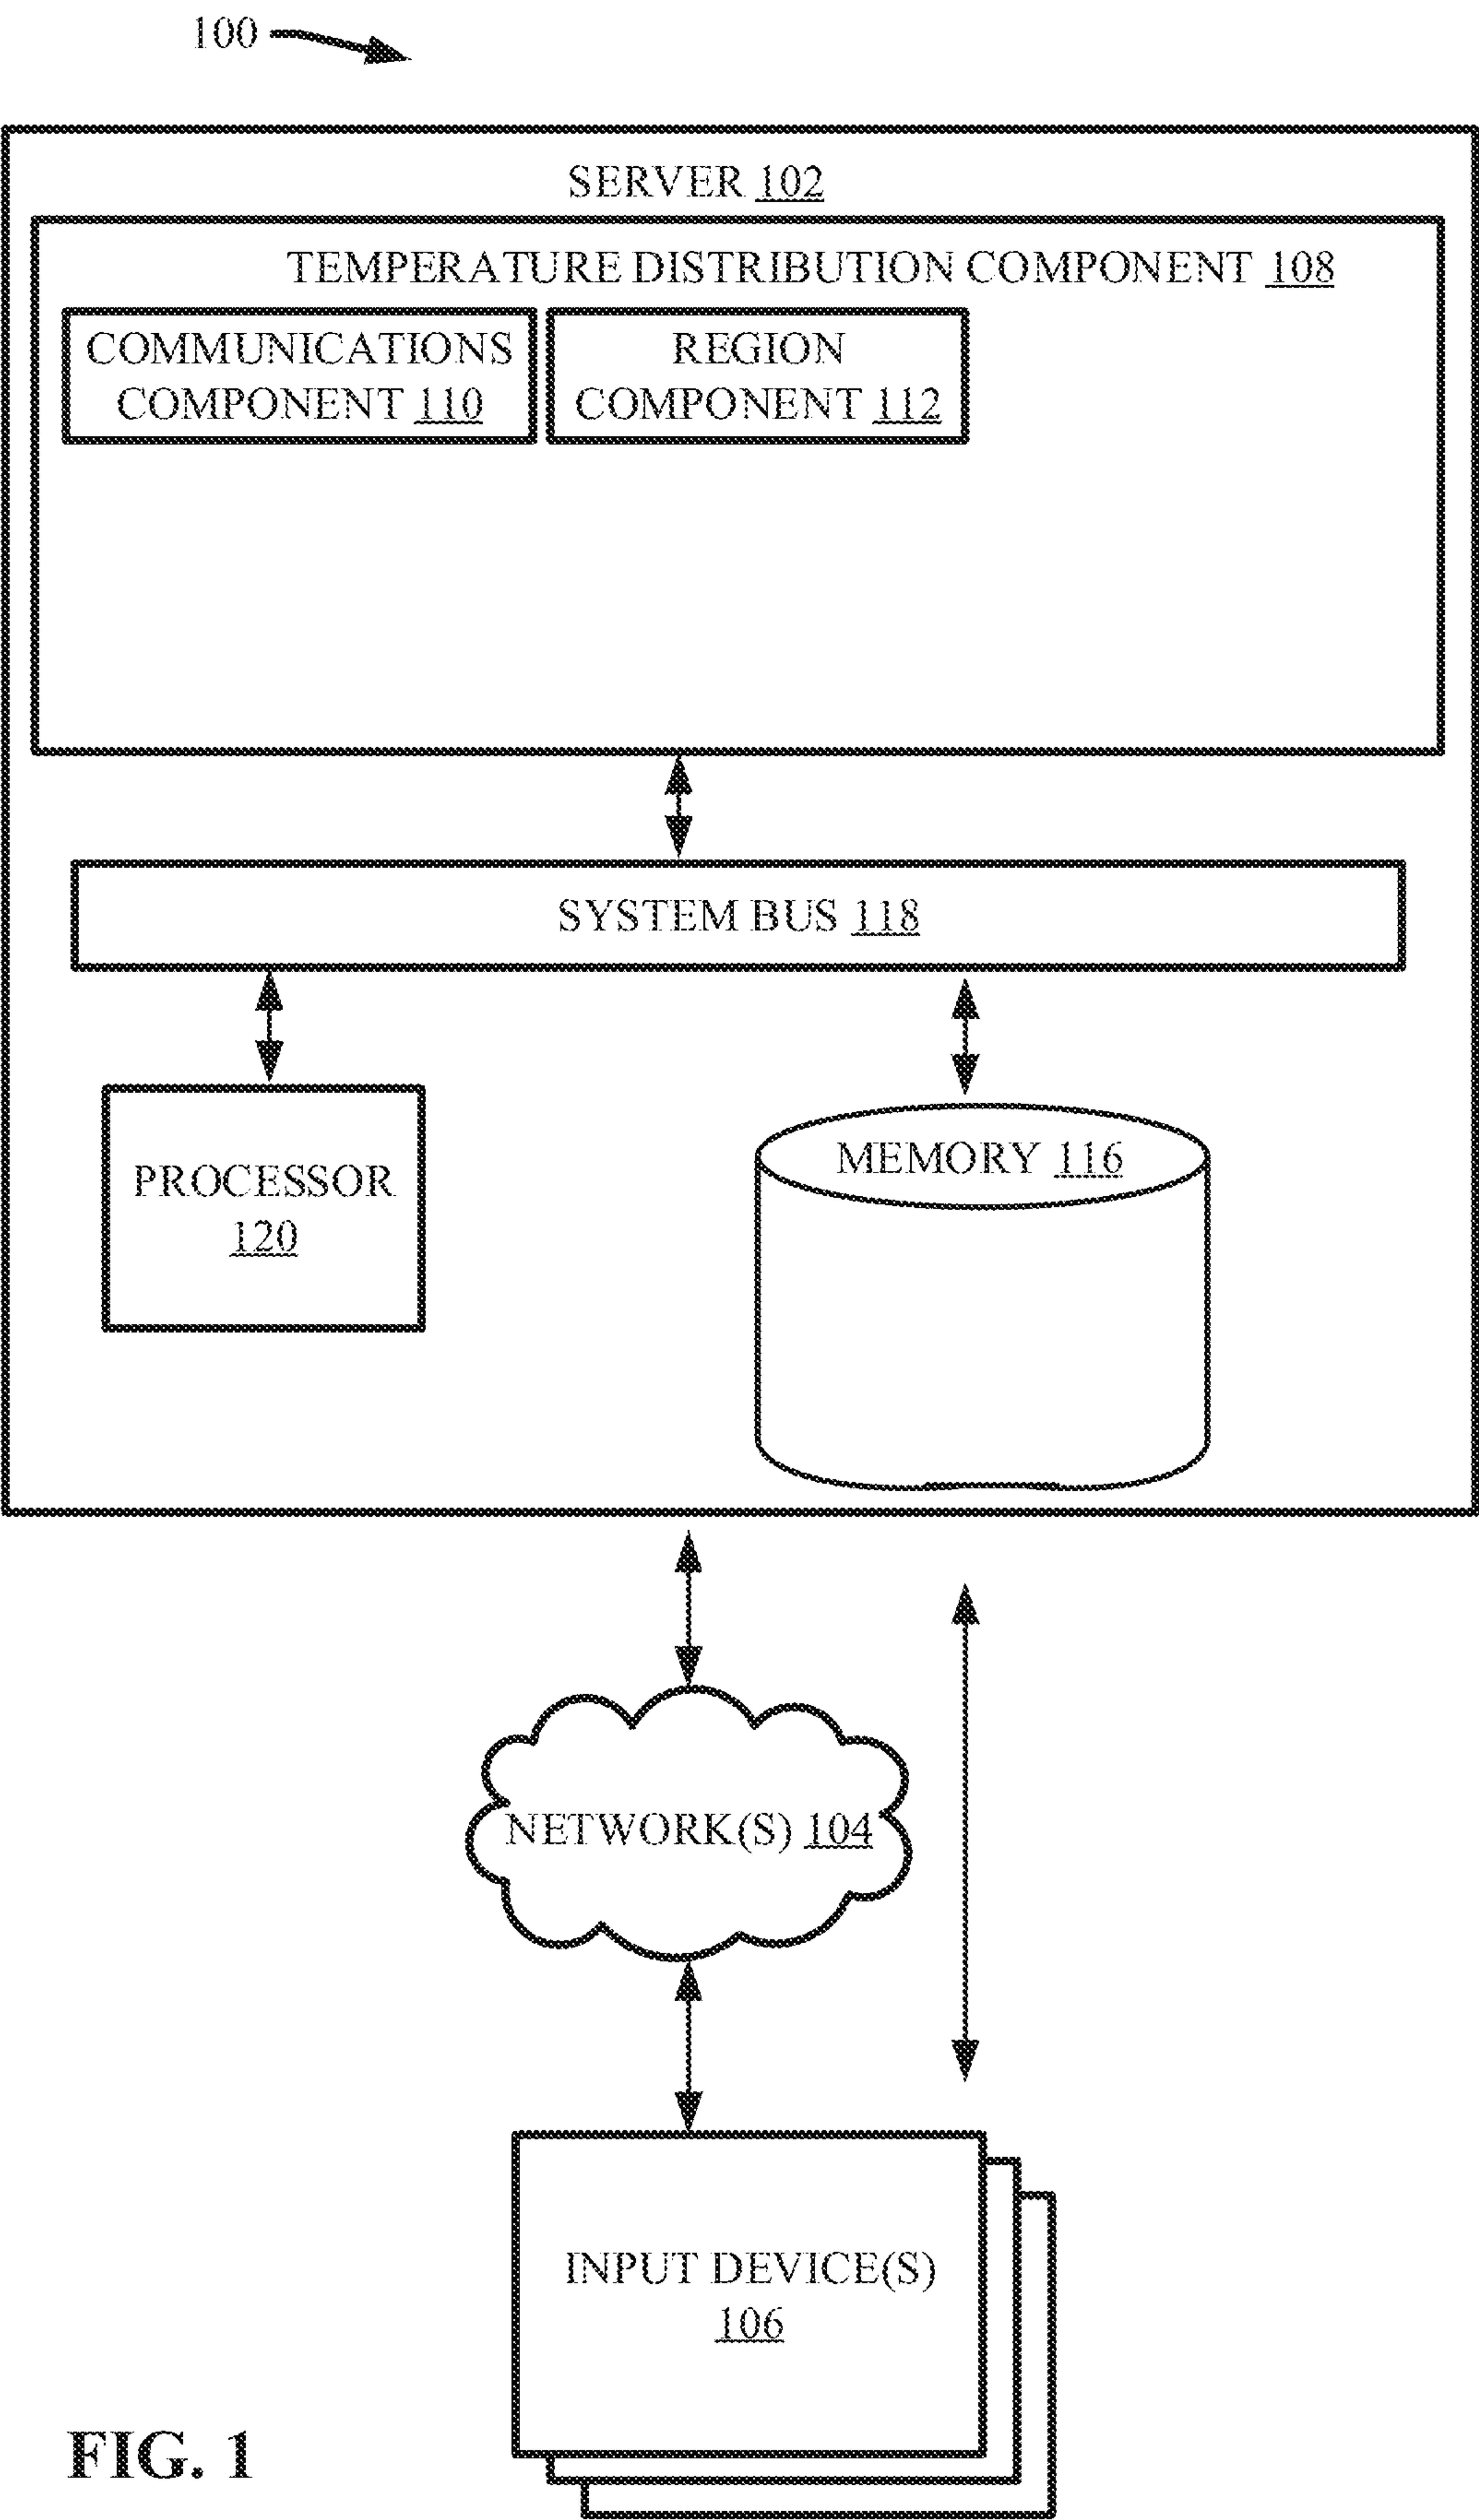 100
SERVER 102
TEMPERATURE DISTRIBUTION COMPONENT 108
COMMUNICATIONS
COMPONENT 110
REGION
COMPONENT 112
SYSTEM BUS 118
PROCESSOR
120
MEMORY 116
NETWORK(S) 104
INPUT DEVICE(S)
106
FIG. 1